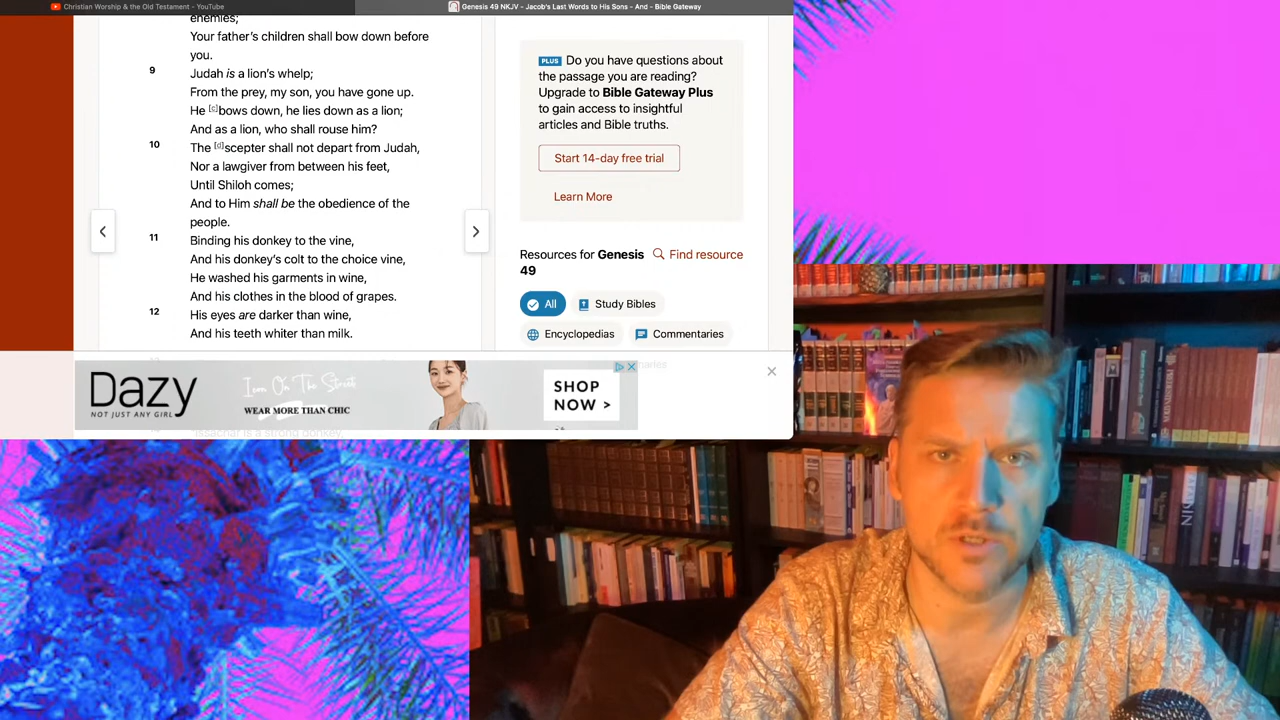 Christian Worship & the Old Testament - YouTube
Genesis 49 NKJV - Jacob's Last Words to His Sons - And - Bible Gateway
enemies;
Your father's children shall bow down before
you.
9 Judah is a lion's whelp;
From the prey, my son, you have gone up.
He [c]bows down, he lies down as a lion;
And as a lion, who shall rouse him?
10 The [d]scepter shall not depart from Judah,
Nor a lawgiver from between his feet,
Until Shiloh comes;
And to Him shall be the obedience of the
people.
11 Binding his donkey to the vine,
And his donkey's colt to the choice vine,
He washed his garments in wine,
And his clothes in the blood of grapes.
12 His eyes are darker than wine,
And his teeth whiter than milk.
PLUS Do you have questions about
the passage you are reading?
Upgrade to Bible Gateway Plus
to gain access to insightful
articles and Bible truths.
Start 14-day free trial
Learn More
Resources for Genesis
49
Find resource
All
Study Bibles
Encyclopedias
Commentaries
Dazy
NOT JUST ANY GIRL
Icon On The Street
WEAR MORE THAN CHIC
SHOP
NOW >
Issachar is a strong donkey,